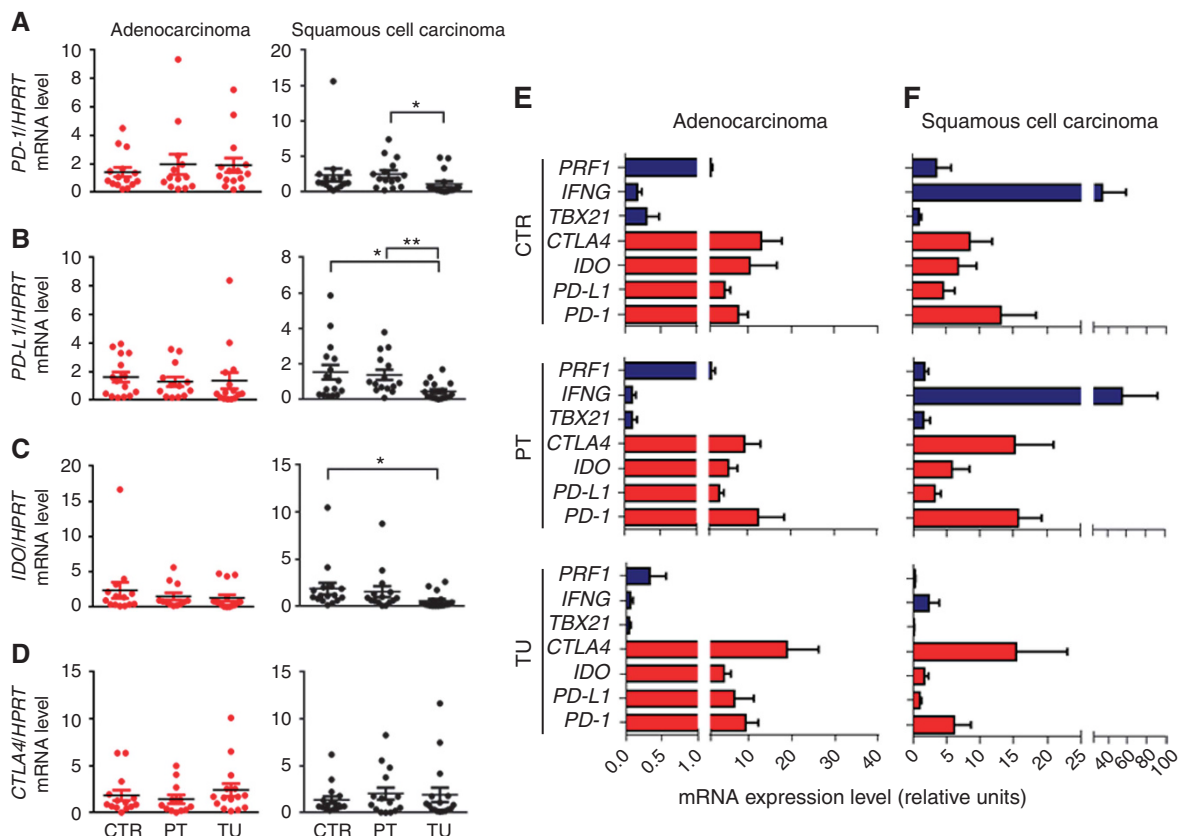 A
Adenocarcinoma
Squamous cell carcinoma
PD-1/HPRT
mRNA level
10
8
6
4
2
0
20
15
10
5
0
*
B
PD-L1/HPRT
mRNA level
10
8
6
4
2
0
8
6
4
2
0
*
**
C
IDO/HPRT
mRNA level
20
15
10
5
0
15
10
5
0
*
D
CTLA4/HPRT
mRNA level
15
10
5
0
15
10
5
0
CTR PT TU
CTR PT TU
E
Adenocarcinoma
CTR
PRF1
IFNG
TBX21
CTLA4
IDO
PD-L1
PD-1
PT
PRF1
IFNG
TBX21
CTLA4
IDO
PD-L1
PD-1
TU
PRF1
IFNG
TBX21
CTLA4
IDO
PD-L1
PD-1
0.0 0.5 1.0 10 20 30 40
F
Squamous cell carcinoma
0 5 10 15 20 25 40 60 80 100
mRNA expression level (relative units)